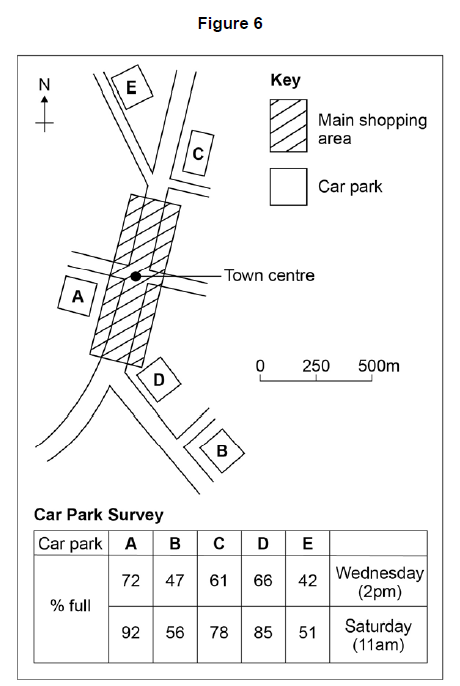 Figure 6
N
E
C
A
D
B
Key
Main shopping
area
Car park
Town centre
0 250 500m
Car Park Survey
Car park A B C D E
% full
72 47 61 66 42 Wednesday
(2pm)
92 56 78 85 51 Saturday
(11am)